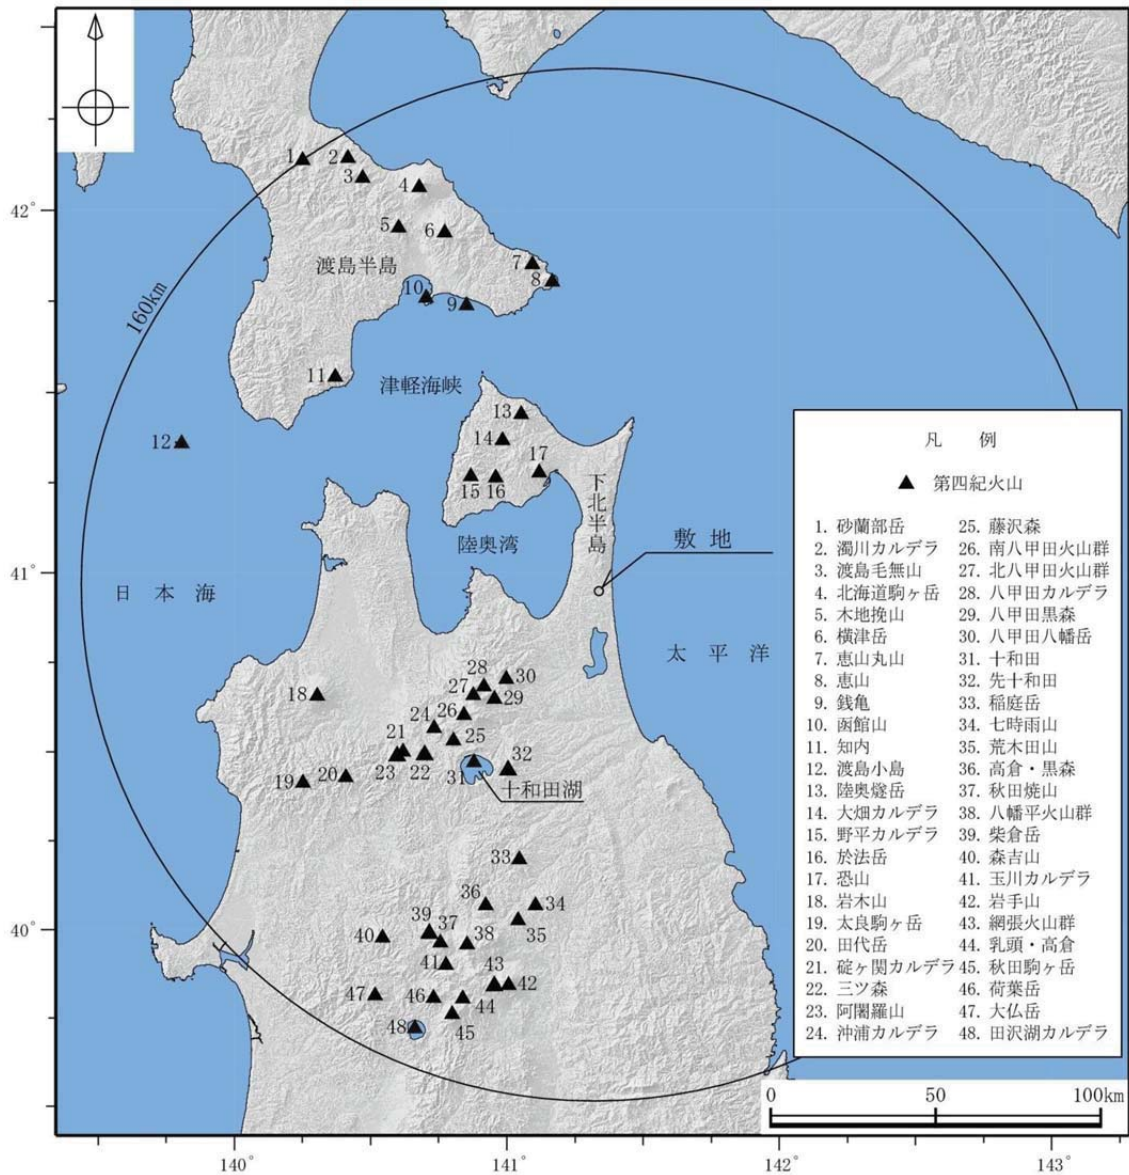 42°
41°
40°
140°
141°
142°
143°
160km
渡島半島
津軽海峡
下北半島
陸奥湾
敷 地
日 本 海
太 平 洋
十和田湖
1
2
3
4
5
6
7
8
9
10
11
12
13
14
15
16
17
18
19
20
21
22
23
24
25
26
27
28
29
30
31
32
33
34
35
36
37
38
39
40
41
42
43
44
45
46
47
48
凡 例
▲ 第四紀火山
1. 砂蘭部岳
2. 濁川カルデラ
3. 渡島毛無山
4. 北海道駒ヶ岳
5. 木地挽山
6. 横津岳
7. 恵山丸山
8. 恵山
9. 銭亀
10. 函館山
11. 知内
12. 渡島小島
13. 陸奥燧岳
14. 大畑カルデラ
15. 野平カルデラ
16. 於法岳
17. 恐山
18. 岩木山
19. 太良駒ヶ岳
20. 田代岳
21. 碇ヶ関カルデラ
22. 三ツ森
23. 阿闍羅山
24. 沖浦カルデラ
25. 藤沢森
26. 南八甲田火山群
27. 北八甲田火山群
28. 八甲田カルデラ
29. 八甲田黒森
30. 八甲田八幡岳
31. 十和田
32. 先十和田
33. 稲庭岳
34. 七時雨山
35. 荒木田山
36. 高倉・黒森
37. 秋田焼山
38. 八幡平火山群
39. 柴倉岳
40. 森吉山
41. 玉川カルデラ
42. 岩手山
43. 網張火山群
44. 乳頭・高倉
45. 秋田駒ヶ岳
46. 荷葉岳
47. 大仏岳
48. 田沢湖カルデラ
0 50 100km